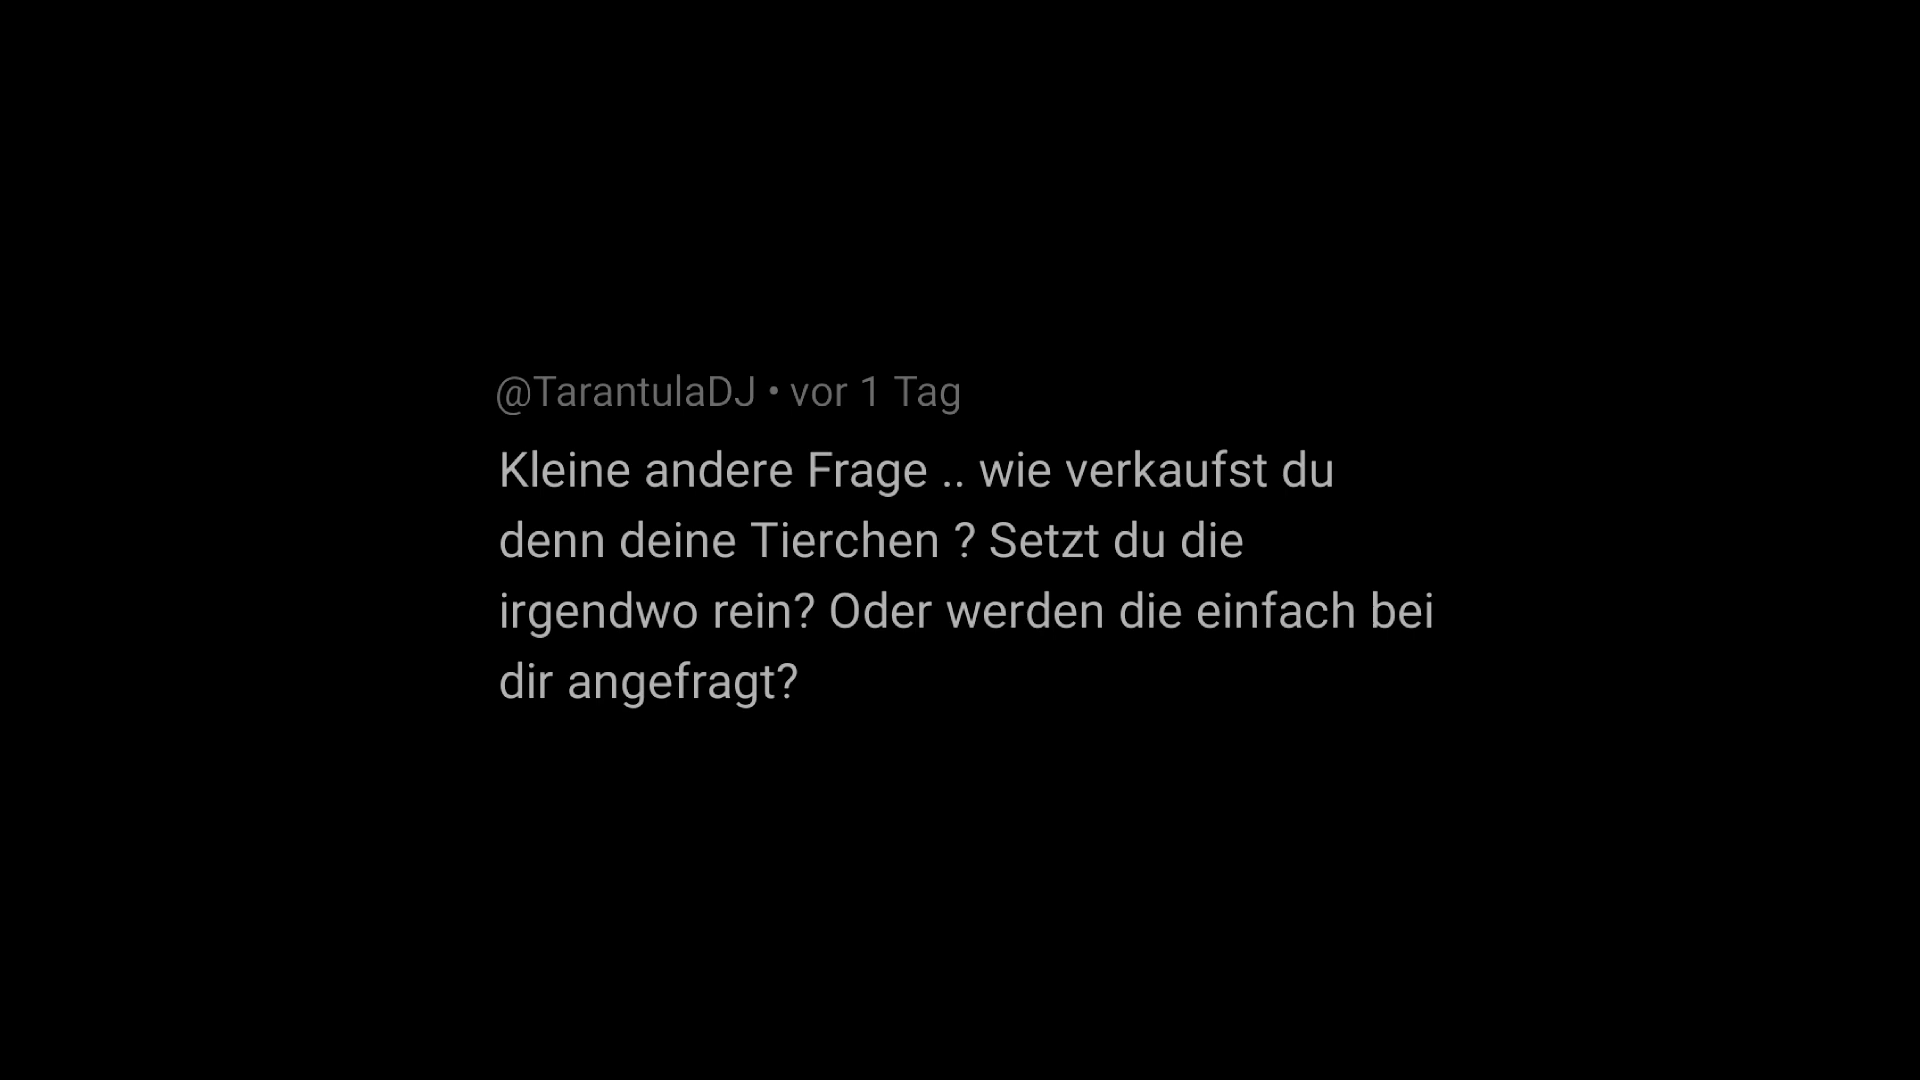 @TarantulaDJ • vor 1 Tag
Kleine andere Frage .. wie verkaufst du
denn deine Tierchen ? Setzt du die
irgendwo rein? Oder werden die einfach bei
dir angefragt?